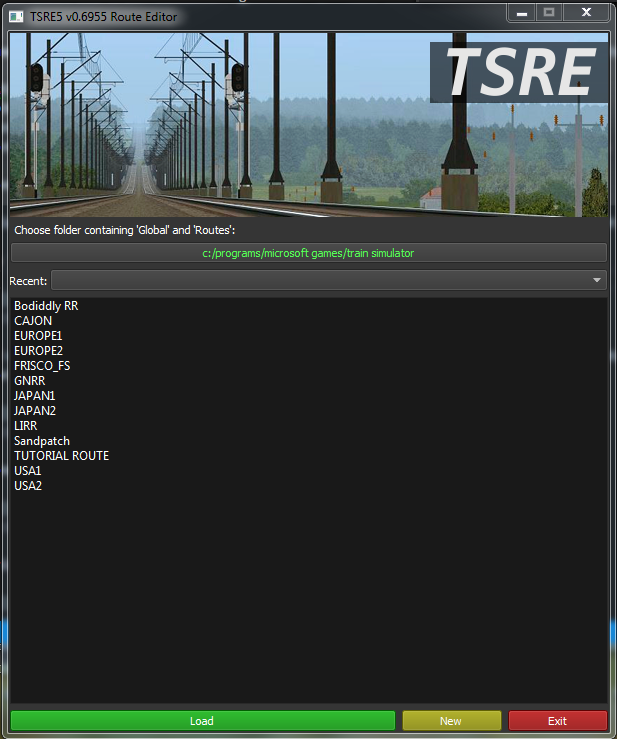 TSRE5 v0.6955 Route Editor
TSRE
Choose folder containing 'Global' and 'Routes':
c:/programs/microsoft games/train simulator
Recent:
Bodiddly RR
CAJON
EUROPE1
EUROPE2
FRISCO_FS
GNRR
JAPAN1
JAPAN2
LIRR
Sandpatch
TUTORIAL ROUTE
USA1
USA2
Load New Exit